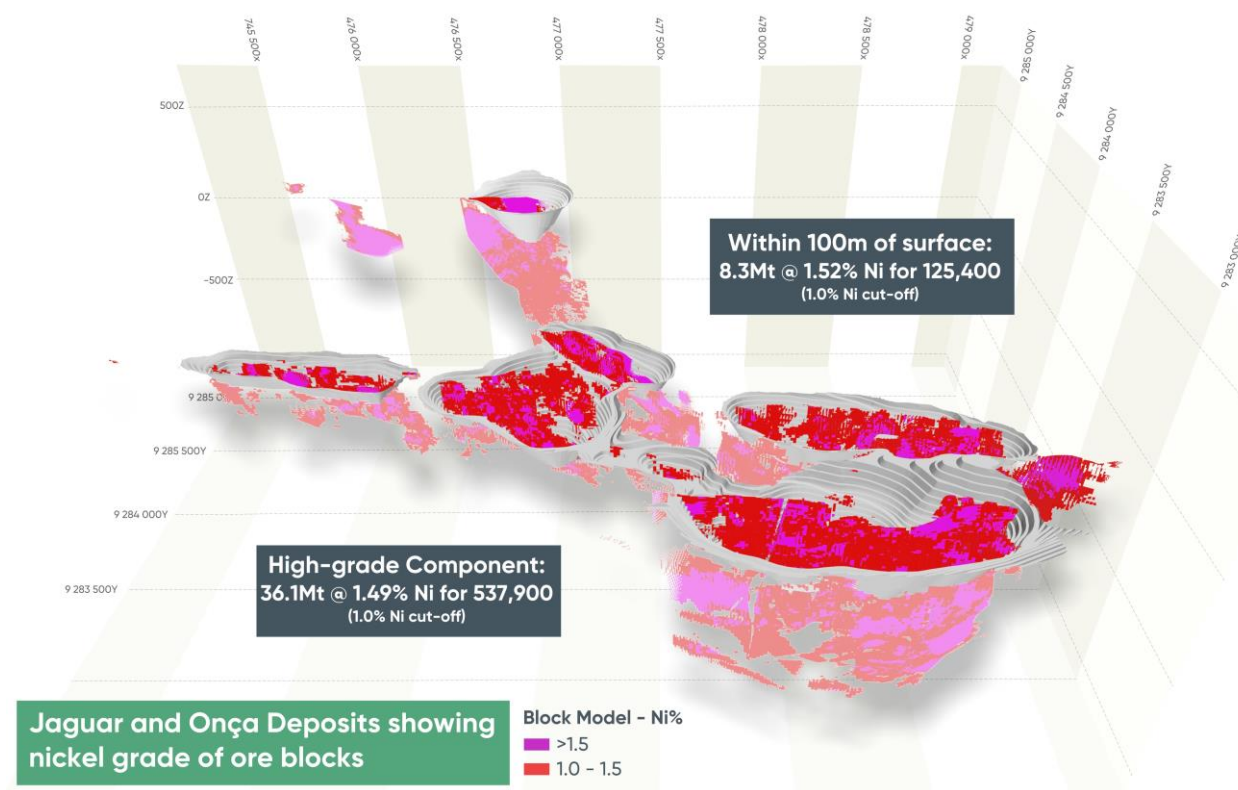 745 500x
476 000x
476 500x
477 000x
477 500x
478 000x
478 500x
479 000x
9 285 000Y
9 284 500Y
9 284 000Y
9 283 500Y
9 283 000
500Z
0Z
-500Z
Within 100m of surface:
8.3Mt @ 1.52% Ni for 125,400
(1.0% Ni cut-off)
9 285 0
9 285 500Y
9 284 000Y
9 283 500Y
High-grade Component:
36.1Mt @ 1.49% Ni for 537,900
(1.0% Ni cut-off)
Jaguar and Onça Deposits showing
nickel grade of ore blocks
Block Model - Ni%
>1.5
1.0 - 1.5